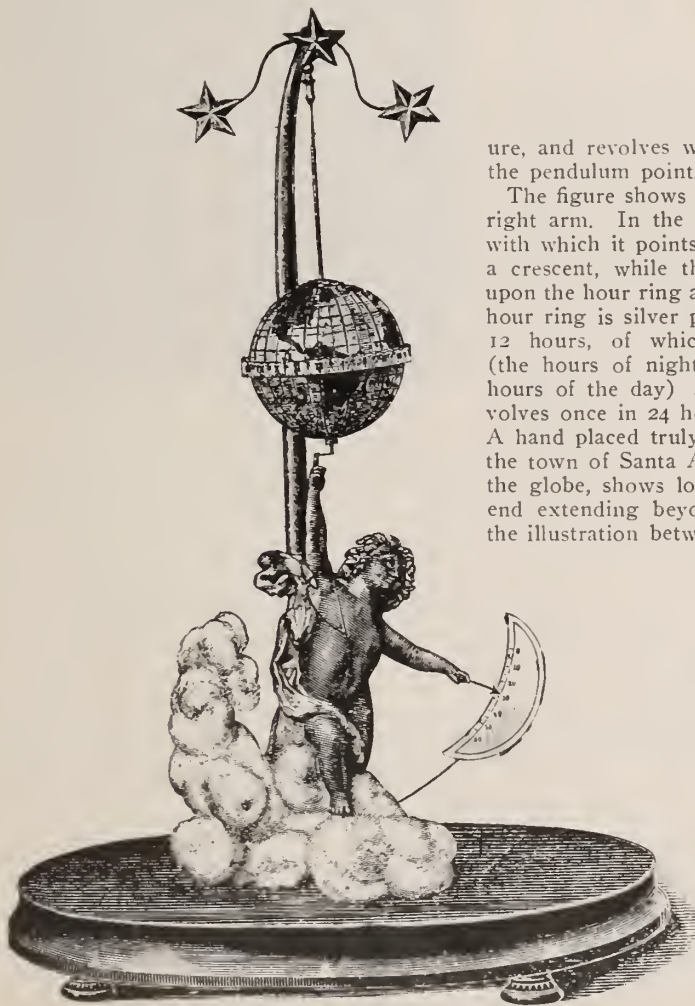 ure, and revolves w
the pendulum point
The figure shows
right arm. In the
with which it points
a crescent, while th
upon the hour ring a
hour ring is silver p
12 hours, of whic
(the hours of night
hours of the day)
volves once in 24 h
A hand placed truly
the town of Santa A
the globe, shows lo
end extending beyo
the illustration betw